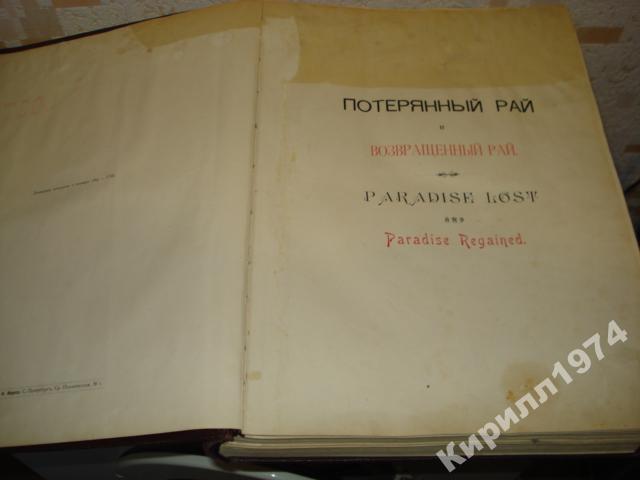 ПОТЕРЯННЫЙ РАЙ
и
ВОЗВРАЩЕННЫЙ РАЙ.
PARADISE LOST
AND
Paradise Regained.
Кирилл1974